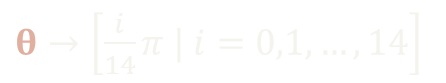 θ → [i/14 π | i = 0,1, ..., 14]